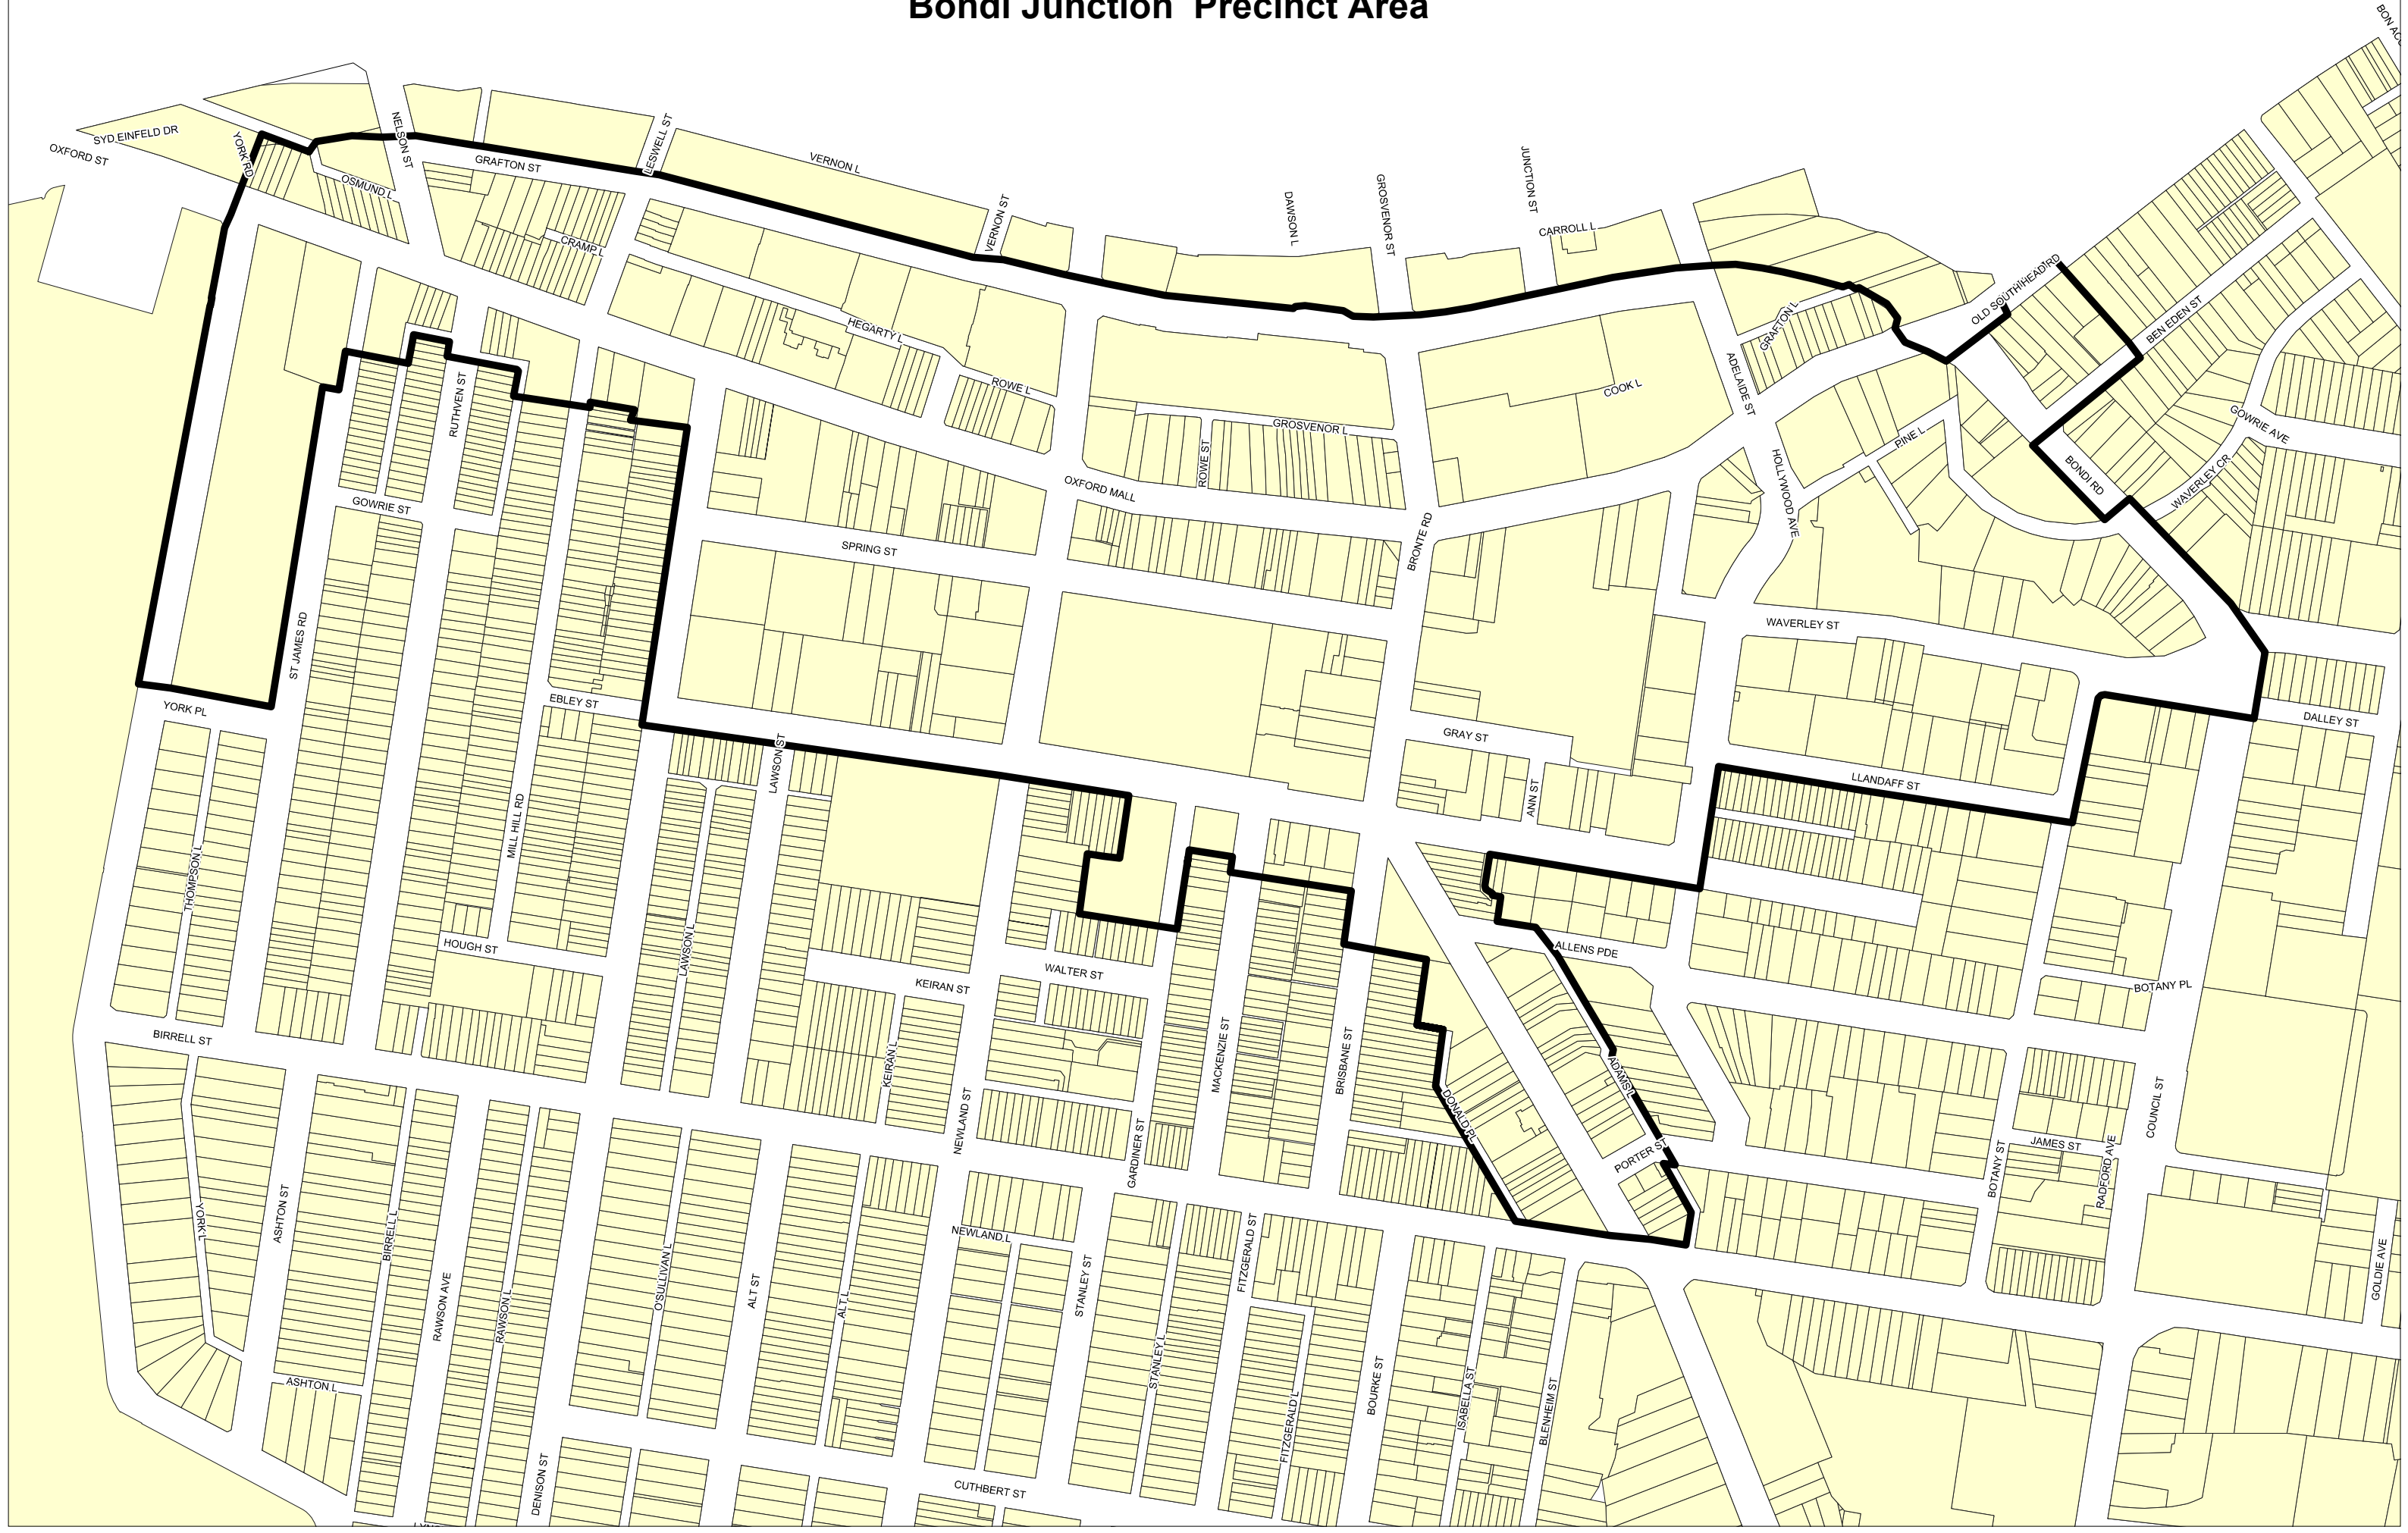 Bondi Junction Precinct Area
SYD EINFELD DR
OXFORD ST
YORK RD
NELSON ST
OSMUND L
GRAFTON ST
LESWELL ST
VERNON L
VERNON ST
DAWSON L
GROSVENOR ST
JUNCTION ST
CARROLL L
CRAMP L
HEGARTY L
ROWE L
GRAFTON L
OLD SOUTH HEAD RD
BEN EDEN ST
ADELAIDE ST
COOK L
RUTHVEN ST
GROSVENOR L
ROWE ST
OXFORD MALL
PINE L
HOLLYWOOD AVE
GOWRIE AVE
BONDI RD
WAVERLEY CR
GOWRIE ST
SPRING ST
BRONTE RD
WAVERLEY ST
ST JAMES RD
YORK PL
EBLEY ST
LAWSON ST
GRAY ST
DALLEY ST
LLANDAFF ST
ANN ST
MILL HILL RD
THOMPSON L
HOUGH ST
LAWSON L
KEIRAN ST
WALTER ST
ALLENS PDE
BOTANY PL
BIRRELL ST
KEIRAN L
NEWLAND ST
MACKENZIE ST
BRISBANE ST
ADAMS L
DONALD PL
PORTER ST
GARDINER ST
COUNCIL ST
JAMES ST
BOTANY ST
RADFORD AVE
YORK L
ASHTON ST
BIRRELL L
NEWLAND L
O'SULLIVAN L
STANLEY ST
FITZGERALD ST
GOLDIE AVE
RAWSON AVE
RAWSON L
ALT ST
ALT L
STANLEY L
ASHTON L
BOURKE ST
ISABELLA ST
BLENHEIM ST
FITZGERALD L
DENISON ST
CUTHBERT ST